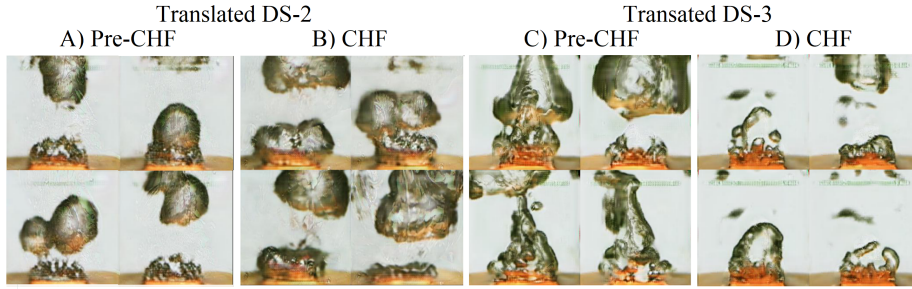 Translated DS-2
Transated DS-3
A) Pre-CHF
B) CHF
C) Pre-CHF
D) CHF